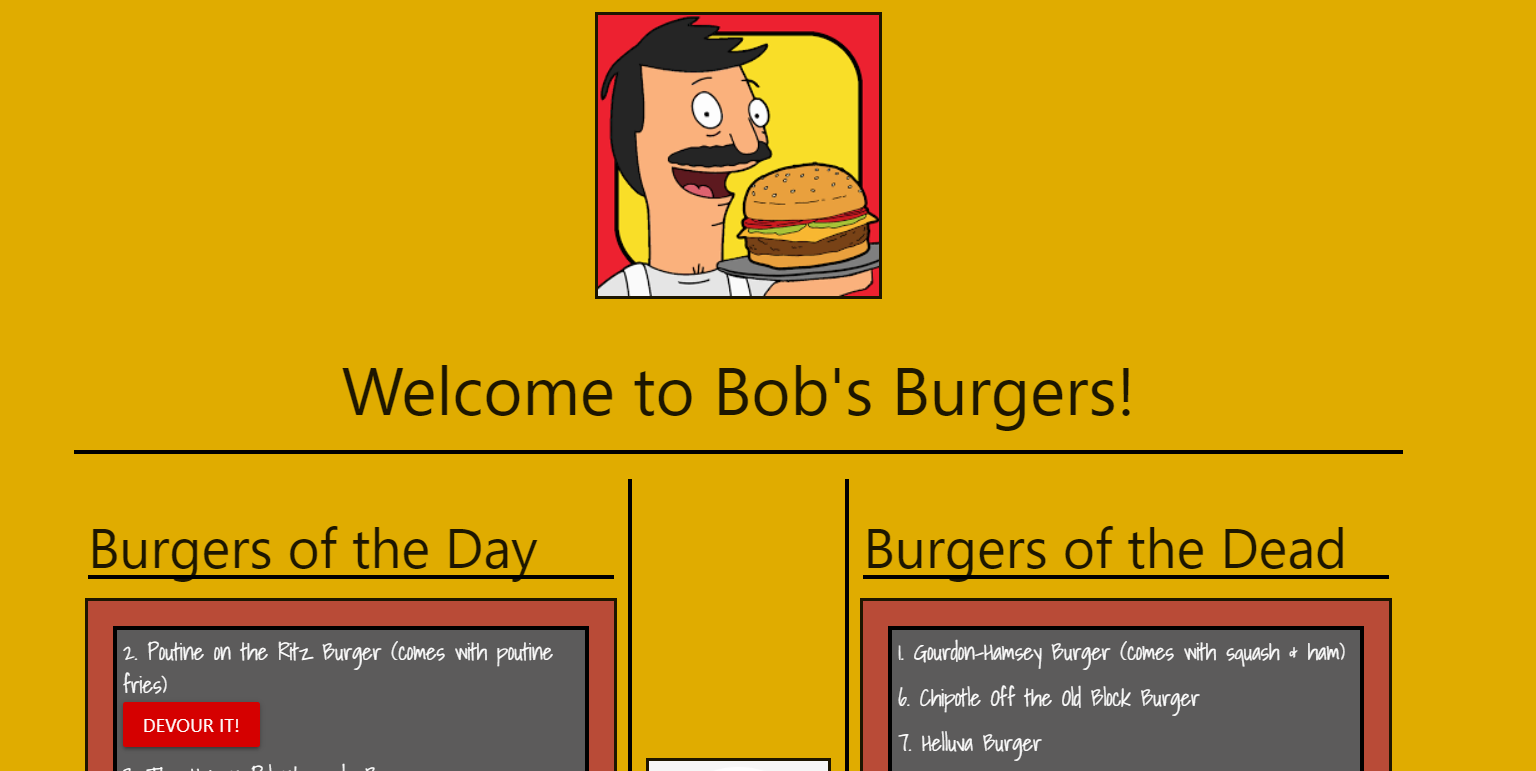 Welcome to Bob's Burgers!
Burgers of the Day
2. Poutine on the Ritz Burger (comes with poutine
fries)
DEVOUR IT!
Burgers of the Dead
1. Gourdon-Hamsey Burger (comes with squash & ham)
6. Chipotle Off the Old Block Burger
7. Helluva Burger